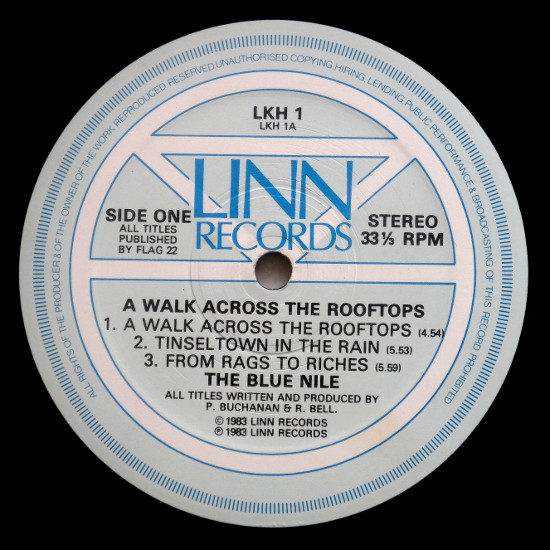 ALL RIGHTS OF THE PRODUCER & OF THE OWNER OF THE WORK REPRODUCED RESERVED UNAUTHORISED COPYING, HIRING, LENDING, PUBLIC PERFORMANCE & BROADCASTING OF THIS RECORD PROHIBITED
LKH 1
LKH 1A
LINN
RECORDS
SIDE ONE
ALL TITLES
PUBLISHED
BY FLAG 22
STEREO
33⅓ RPM
A WALK ACROSS THE ROOFTOPS
1. A WALK ACROSS THE ROOFTOPS (4.54)
2. TINSELTOWN IN THE RAIN (5.53)
3. FROM RAGS TO RICHES (5.59)
THE BLUE NILE
ALL TITLES WRITTEN AND PRODUCED BY
P. BUCHANAN & R. BELL.
© 1983 LINN RECORDS
℗ 1983 LINN RECORDS